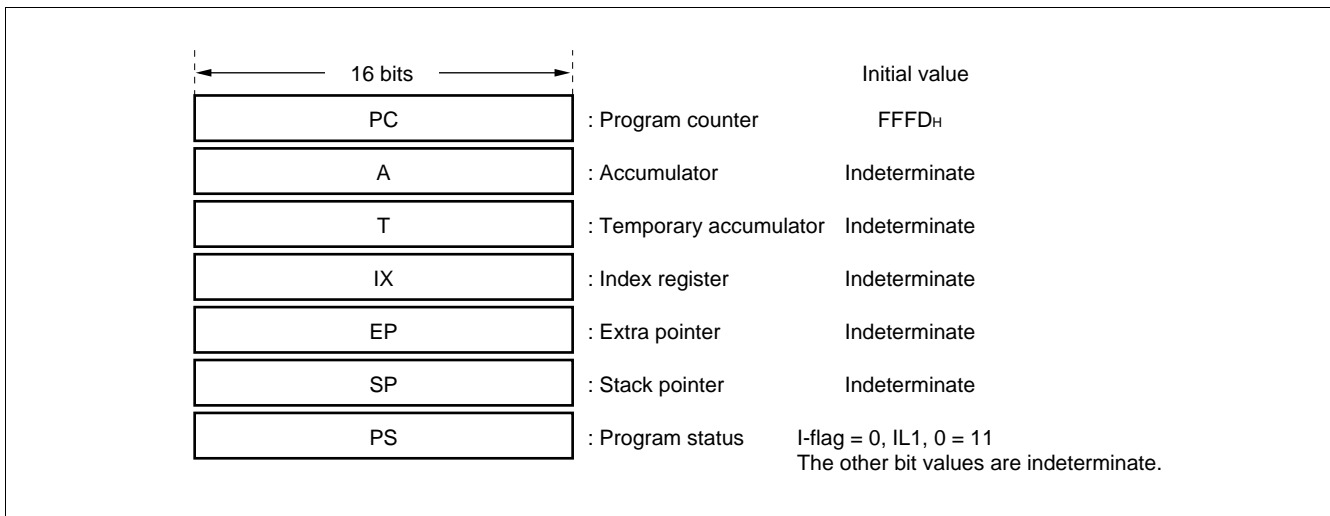 16 bits Initial value
PC : Program counter FFFDH
A : Accumulator Indeterminate
T : Temporary accumulator Indeterminate
IX : Index register Indeterminate
EP : Extra pointer Indeterminate
SP : Stack pointer Indeterminate
PS : Program status I-flag = 0, IL1, 0 = 11
The other bit values are indeterminate.